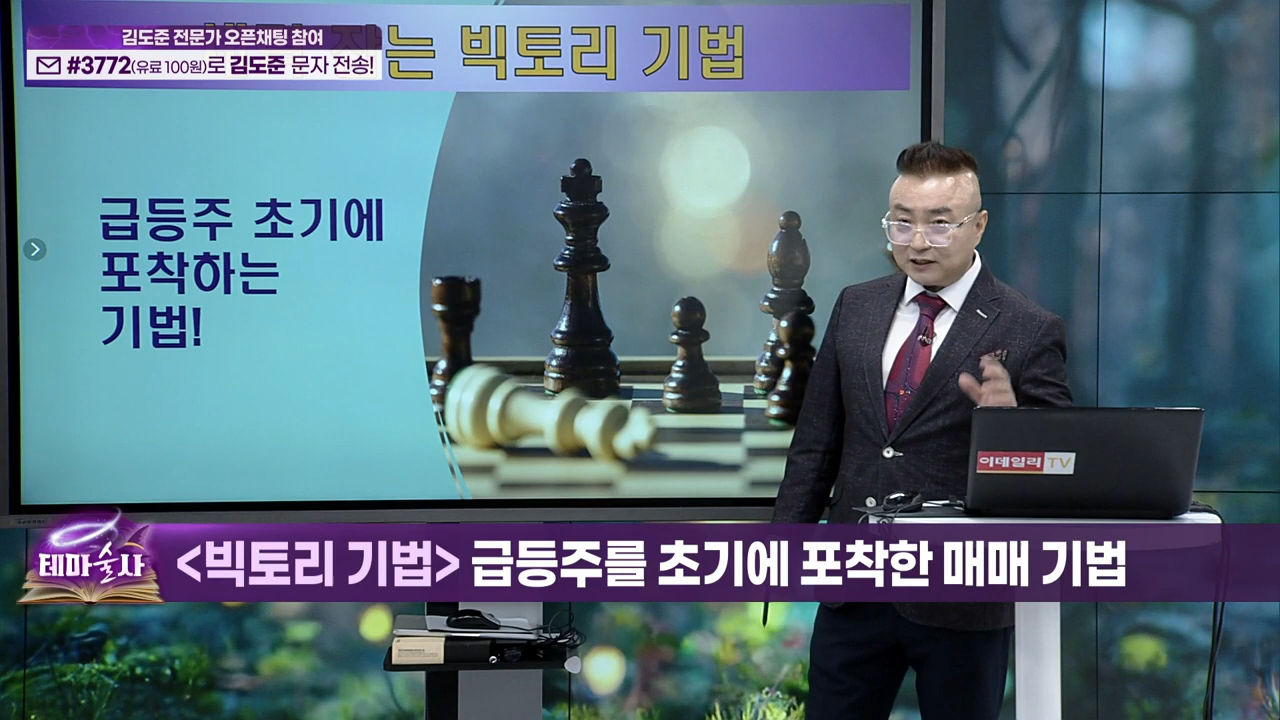 김도준 전문가 오픈채팅 참여
#3772(유료 100원)로 김도준 문자 전송!
는 빅토리 기법
급등주 초기에
포착하는
기법!
이데일리 TV
테마술사
<빅토리 기법> 급등주를 초기에 포착한 매매 기법